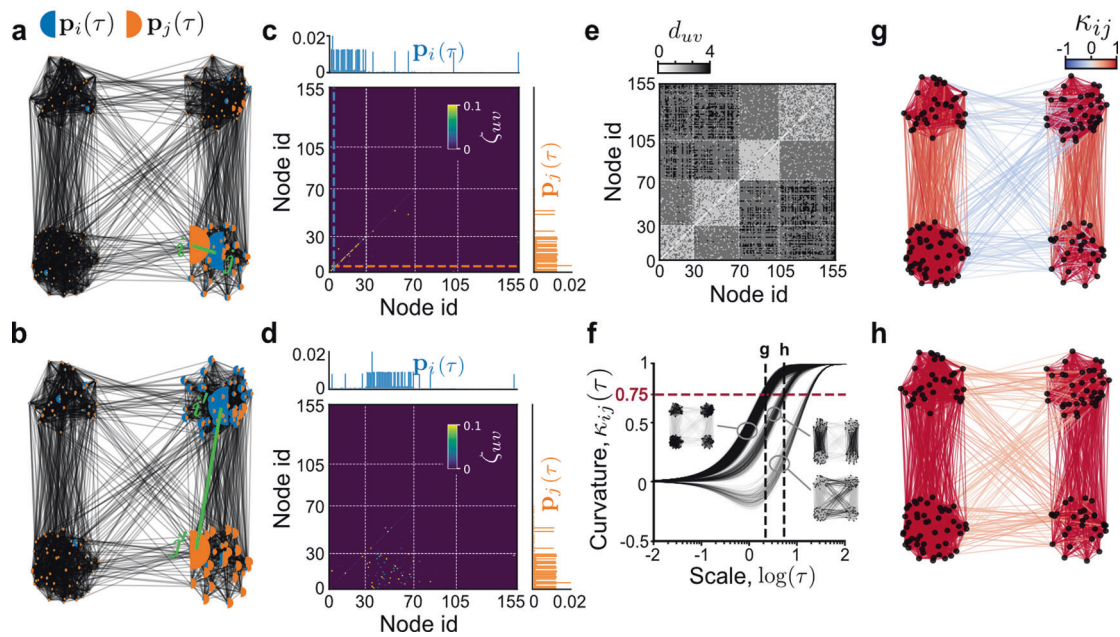 a p_i(τ) p_j(τ)
i
j
c
0.02
0
p_i(τ)
155
105
70
30
0
Node id
0.1
0
ζ_uv
0 30 70 105 155
Node id
p_j(τ)
0 0.02
e
d_uv
0 4
155
105
70
30
0
Node id
0 30 70 105 155
Node id
g
κ_ij
-1 0 1
b
i
j
d
0.02
0
p_i(τ)
155
105
70
30
0
Node id
0.1
0
ζ_uv
0 30 70 105 155
Node id
p_j(τ)
0 0.02
f
g h
1
0.75
0.5
0
-0.5
Curvature, κ_ij(τ)
-2 -1 0 1 2
Scale, log(τ)
h